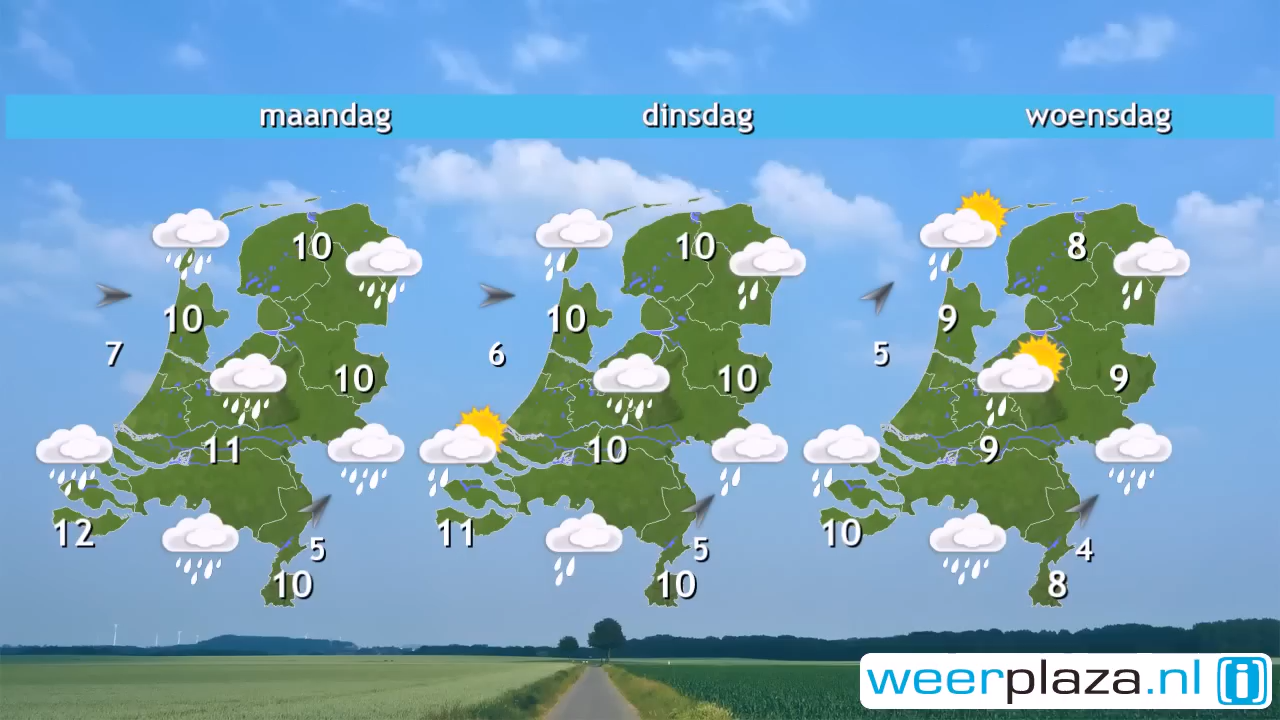 maandag dinsdag woensdag
10 10 8
10 10 9
7 6 5
10 10 9
11 10 9
12 11 10
5 5 4
10 10 8
weerplaza.nl